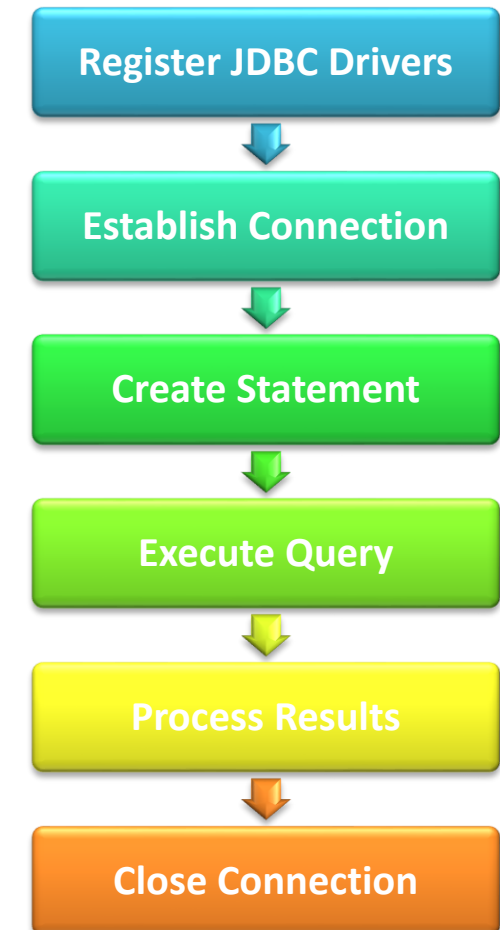 Register JDBC Drivers
Establish Connection
Create Statement
Execute Query
Process Results
Close Connection